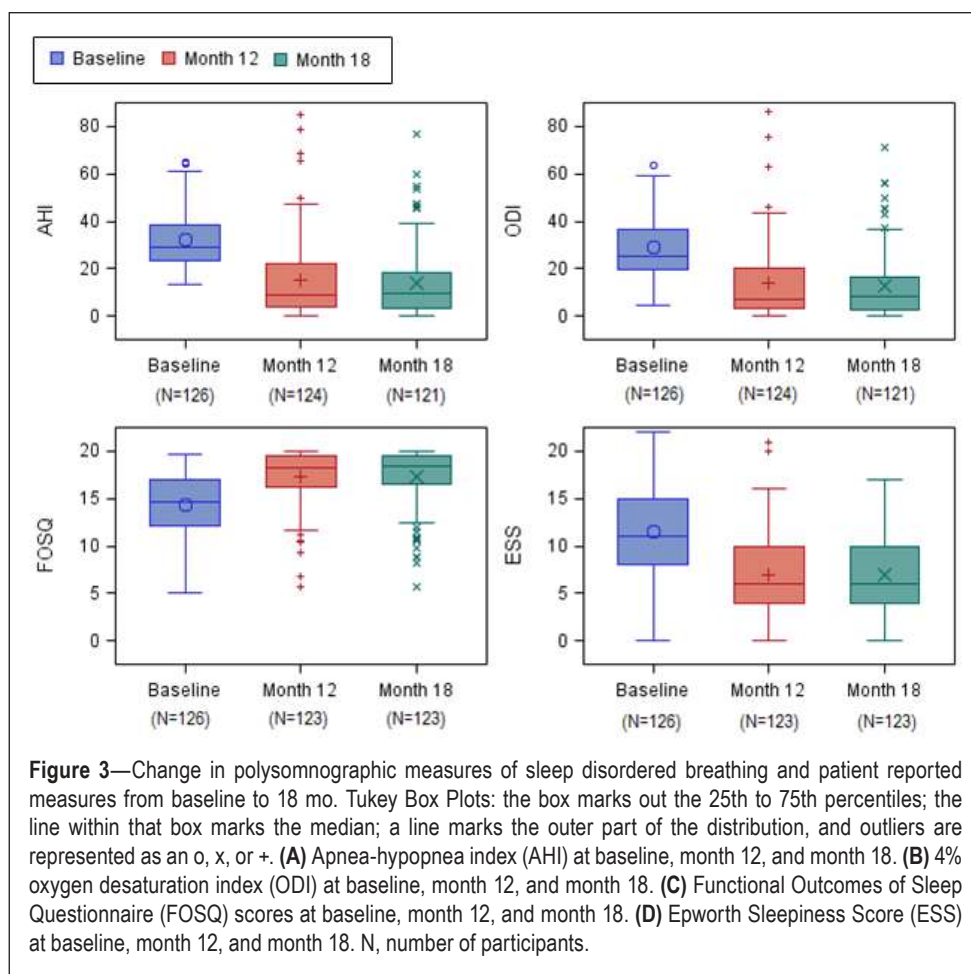 Baseline Month 12 Month 18
AHI
80
60
40
20
0
Baseline Month 12 Month 18
(N=126) (N=124) (N=121)
ODI
80
60
40
20
0
Baseline Month 12 Month 18
(N=126) (N=124) (N=121)
FOSQ
20
15
10
5
0
Baseline Month 12 Month 18
(N=126) (N=123) (N=123)
ESS
20
15
10
5
0
Baseline Month 12 Month 18
(N=126) (N=123) (N=123)
Figure 3—Change in polysomnographic measures of sleep disordered breathing and patient reported
measures from baseline to 18 mo. Tukey Box Plots: the box marks out the 25th to 75th percentiles; the
line within that box marks the median; a line marks the outer part of the distribution, and outliers are
represented as an o, x, or +. (A) Apnea-hypopnea index (AHI) at baseline, month 12, and month 18. (B) 4%
oxygen desaturation index (ODI) at baseline, month 12, and month 18. (C) Functional Outcomes of Sleep
Questionnaire (FOSQ) scores at baseline, month 12, and month 18. (D) Epworth Sleepiness Score (ESS)
at baseline, month 12, and month 18. N, number of participants.